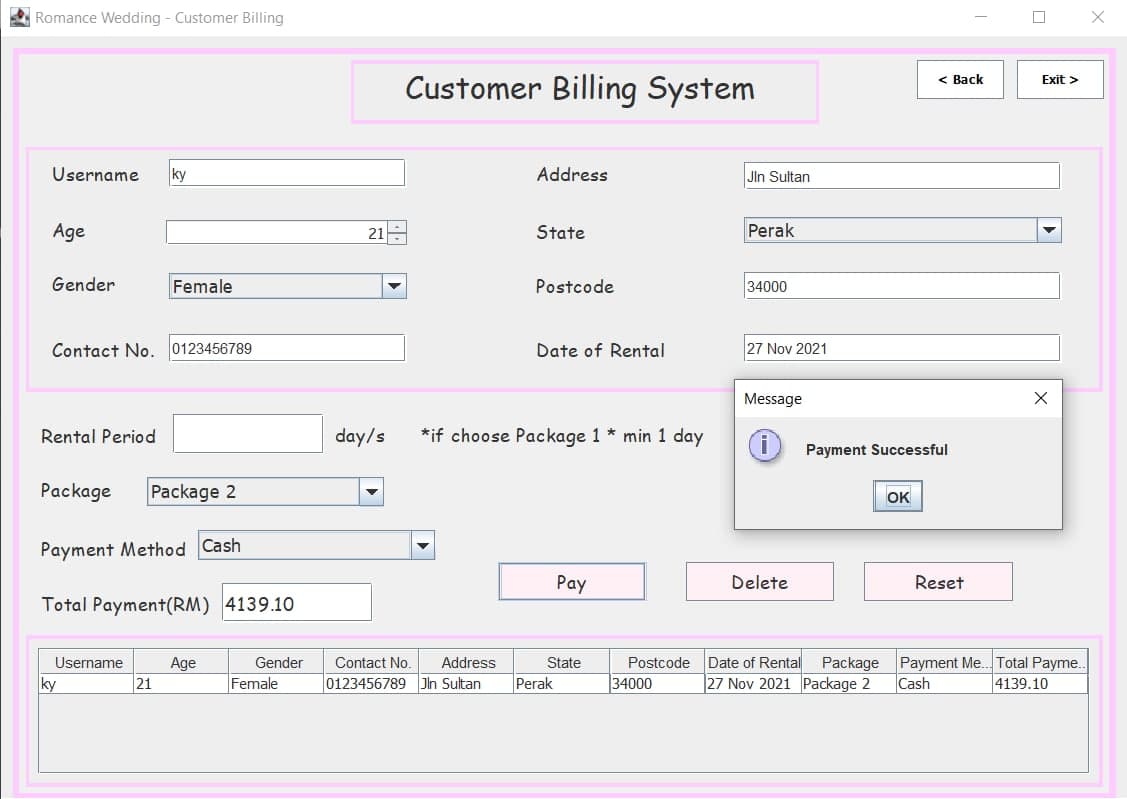 Romance Wedding - Customer Billing
Customer Billing System
< Back
Exit >
Username
ky
Address
Jln Sultan
Age
21
State
Perak
Gender
Female
Postcode
34000
Contact No.
0123456789
Date of Rental
27 Nov 2021
Message
Payment Successful
OK
Rental Period
day/s
*if choose Package 1 * min 1 day
Package
Package 2
Payment Method
Cash
Total Payment(RM)
4139.10
Pay
Delete
Reset
Username Age Gender Contact No. Address State Postcode Date of Rental Package Payment Me... Total Payme...
ky 21 Female 0123456789 Jln Sultan Perak 34000 27 Nov 2021 Package 2 Cash 4139.10